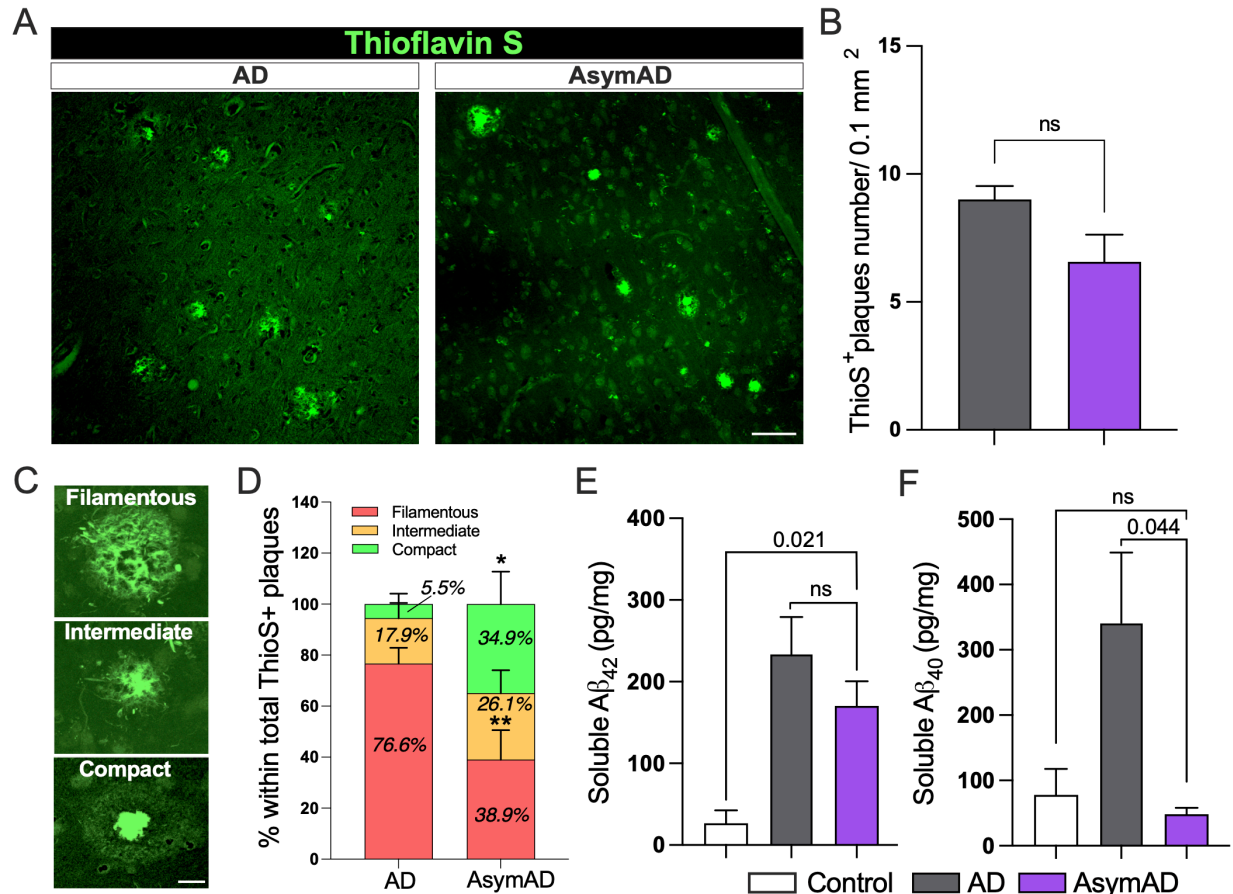 A
Thioflavin S
AD
AsymAD
B
ThioS+ plaques number/ 0.1 mm 2
15
10
5
0
ns
C
Filamentous
Intermediate
Compact
D
% within total ThioS+ plaques
140
120
100
80
60
40
20
0
Filamentous
Intermediate
Compact
5.5%
17.9%
76.6%
*
34.9%
26.1%
**
38.9%
AD
AsymAD
E
Soluble Aβ42 (pg/mg)
400
300
200
100
0
0.021
ns
F
Soluble Aβ40 (pg/mg)
500
400
300
200
100
0
ns
0.044
Control
AD
AsymAD